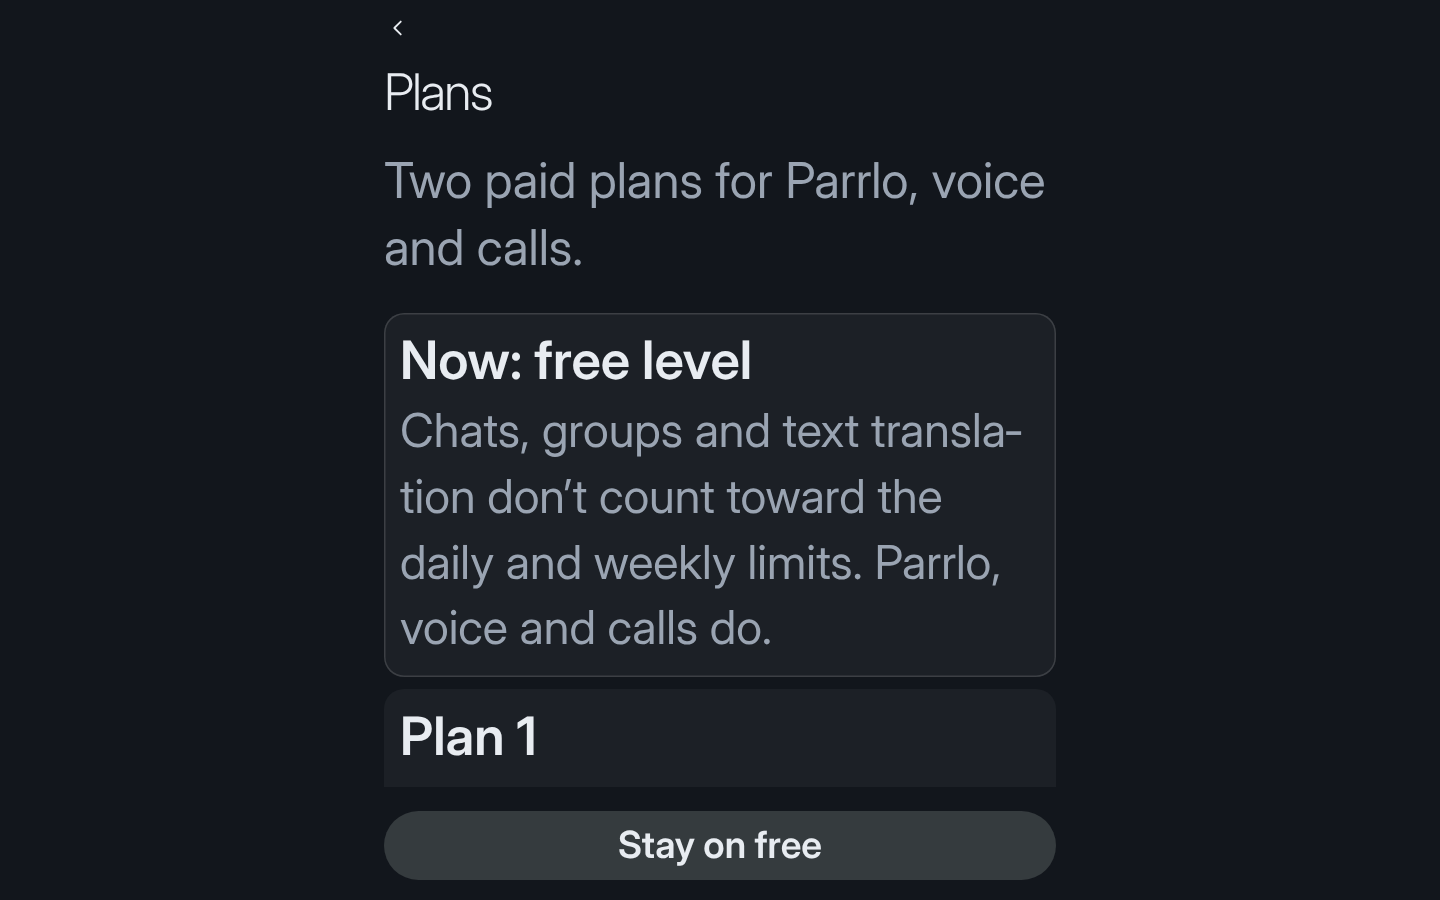 Plans
Two paid plans for Parrlo, voice
and calls.
Now: free level
Chats, groups and text transla-
tion don’t count toward the
daily and weekly limits. Parrlo,
voice and calls do.
Plan 1
Stay on free